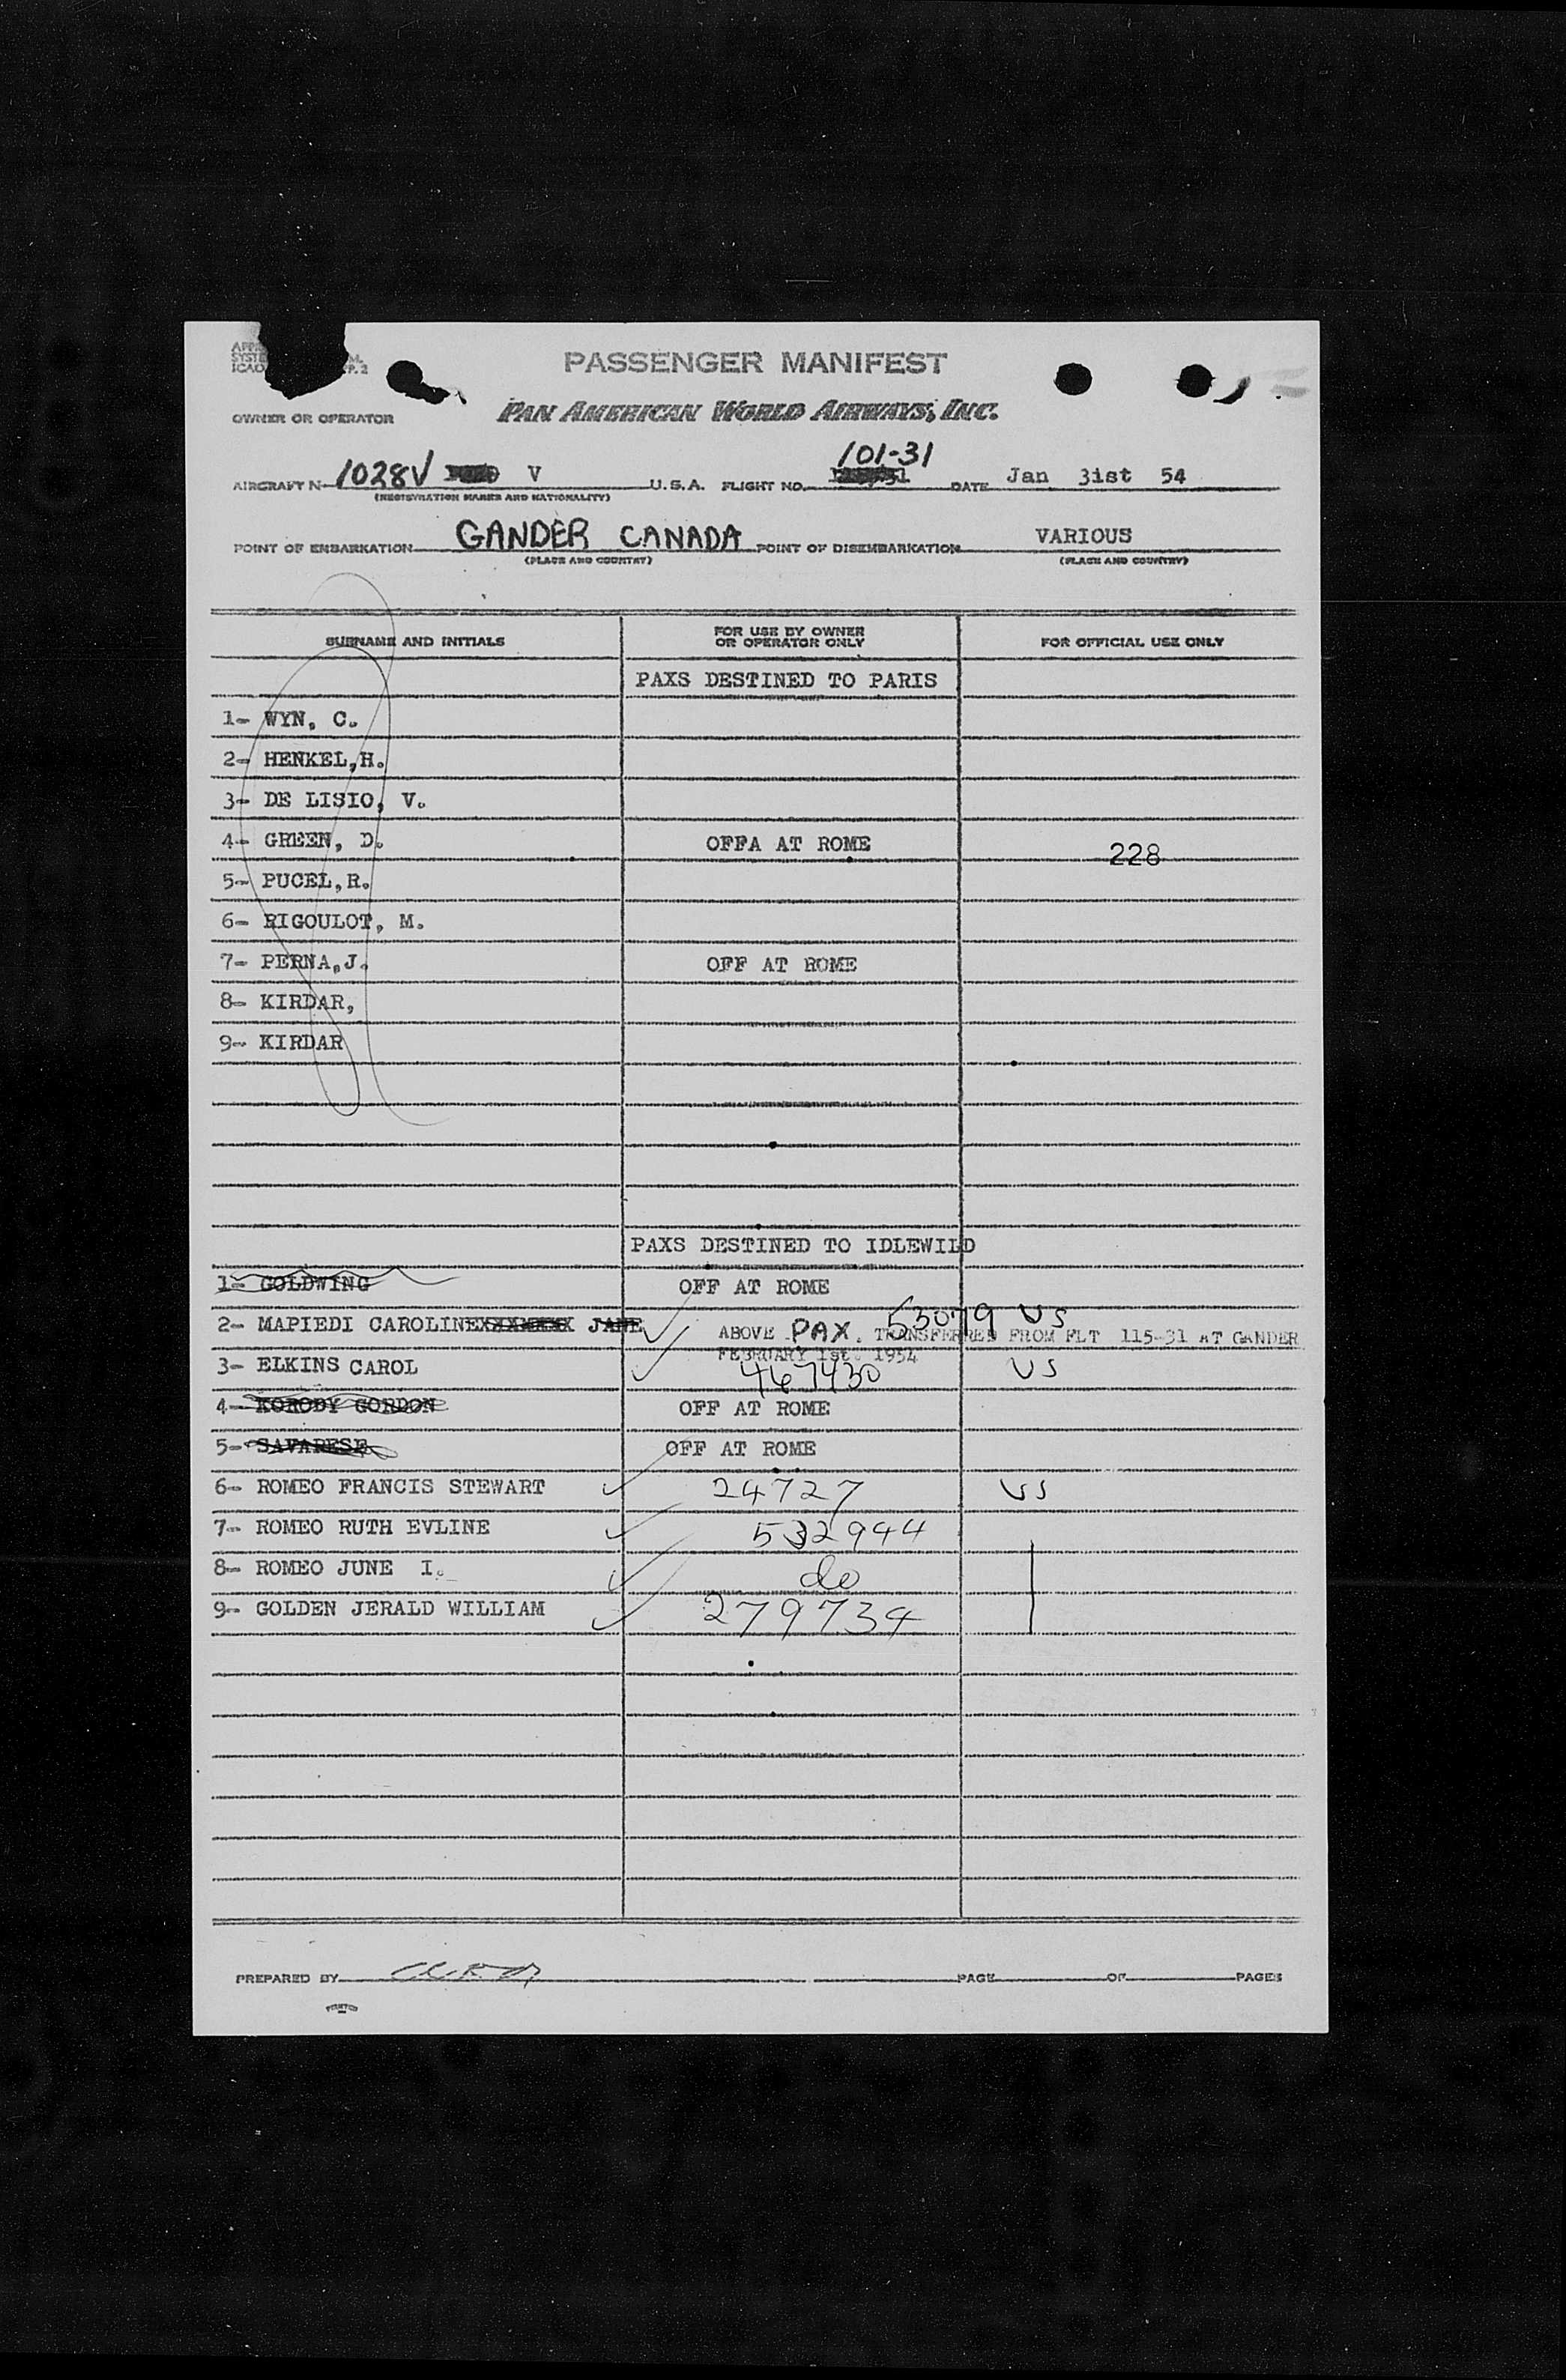 PASSENGER MANIFEST
OWNER OR OPERATOR PAN AMERICAN WORLD AIRWAYS, INC.
101-31
AIRCRAFT N 1028V V U.S.A. FLIGHT NO. DATE Jan 31st 54
(REGISTRATION MARKS AND NATIONALITY)
POINT OF EMBARKATION GANDER CANADA POINT OF DISEMBARKATION VARIOUS
(PLACE AND COUNTRY) (PLACE AND COUNTRY)
SURNAME AND INITIALS FOR USE BY OWNER OR OPERATOR ONLY FOR OFFICIAL USE ONLY
PAXS DESTINED TO PARIS
1- WYN, C.
2- HENKEL,H.
3- DE LISIO, V.
4- GREEN, D. OFFA AT ROME 228
5- PUCEL,R.
6- RIGOULOT, M.
7- PERNA,J. OFF AT ROME
8- KIRDAR,
9- KIRDAR
PAXS DESTINED TO IDLEWILD
1- GOLDWING OFF AT ROME
53079 US
2- MAPIEDI CAROLINE JANE ABOVE PAX. TRANSFERRED FROM FLT 115-31 AT GANDER
FEBRUARY 1st. 1954
3- ELKINS CAROL 467430 US
4- KORODY GORDON OFF AT ROME
5- SAVARESE OFF AT ROME
6- ROMEO FRANCIS STEWART 24727 US
7- ROMEO RUTH EVLINE 532944
8- ROMEO JUNE I. do
9- GOLDEN JERALD WILLIAM 279734
PREPARED BY PAGE OF PAGES